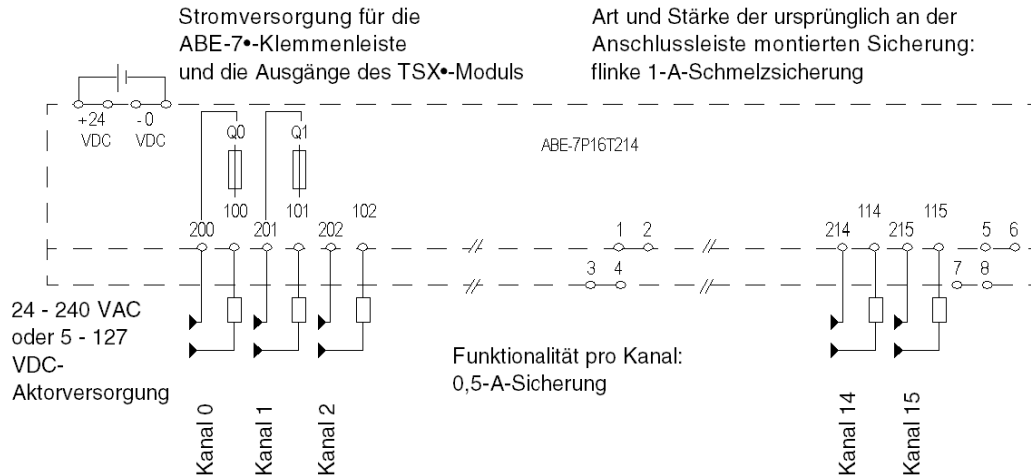 Stromversorgung für die
ABE-7•-Klemmenleiste
und die Ausgänge des TSX•-Moduls
Art und Stärke der ursprünglich an der
Anschlussleiste montierten Sicherung:
flinke 1-A-Schmelzsicherung
+24 -0
VDC VDC
Q0 Q1
ABE-7P16T214
200 100 201 101 202 102
1 2
214 114 215 115
5 6
3 4
7 8
24 - 240 VAC
oder 5 - 127
VDC-
Aktorversorgung
Funktionalität pro Kanal:
0,5-A-Sicherung
Kanal 0
Kanal 1
Kanal 2
Kanal 14
Kanal 15